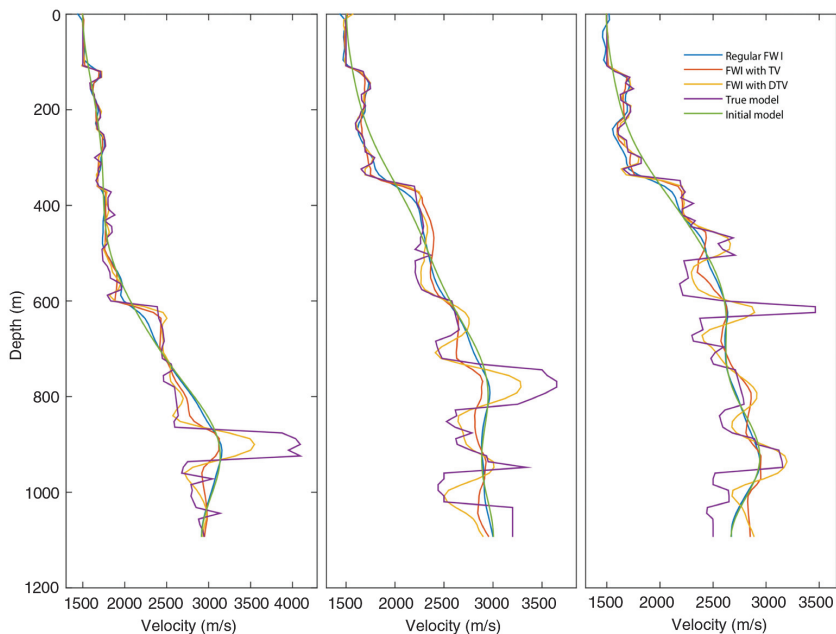 0
200
400
600
800
1000
1200
Depth (m)
1500 2000 2500 3000 3500 4000
Velocity (m/s)
1500 2000 2500 3000 3500
Velocity (m/s)
1500 2000 2500 3000 3500
Velocity (m/s)
Regular FW I
FWI with TV
FWI with DTV
True model
Initial model